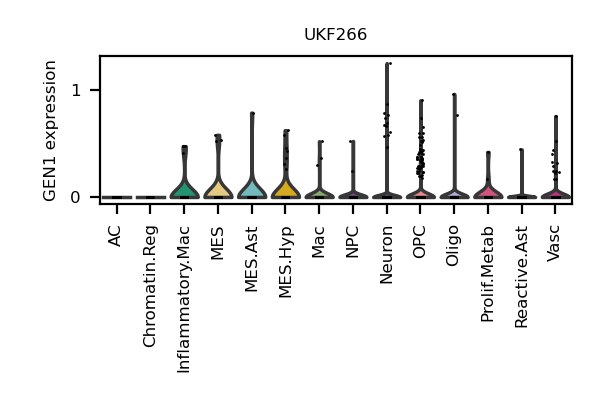 UKF266
GEN1 expression
1
0
AC
Chromatin.Reg
Inflammatory.Mac
MES
MES.Ast
MES.Hyp
Mac
NPC
Neuron
OPC
Oligo
Prolif.Metab
Reactive.Ast
Vasc